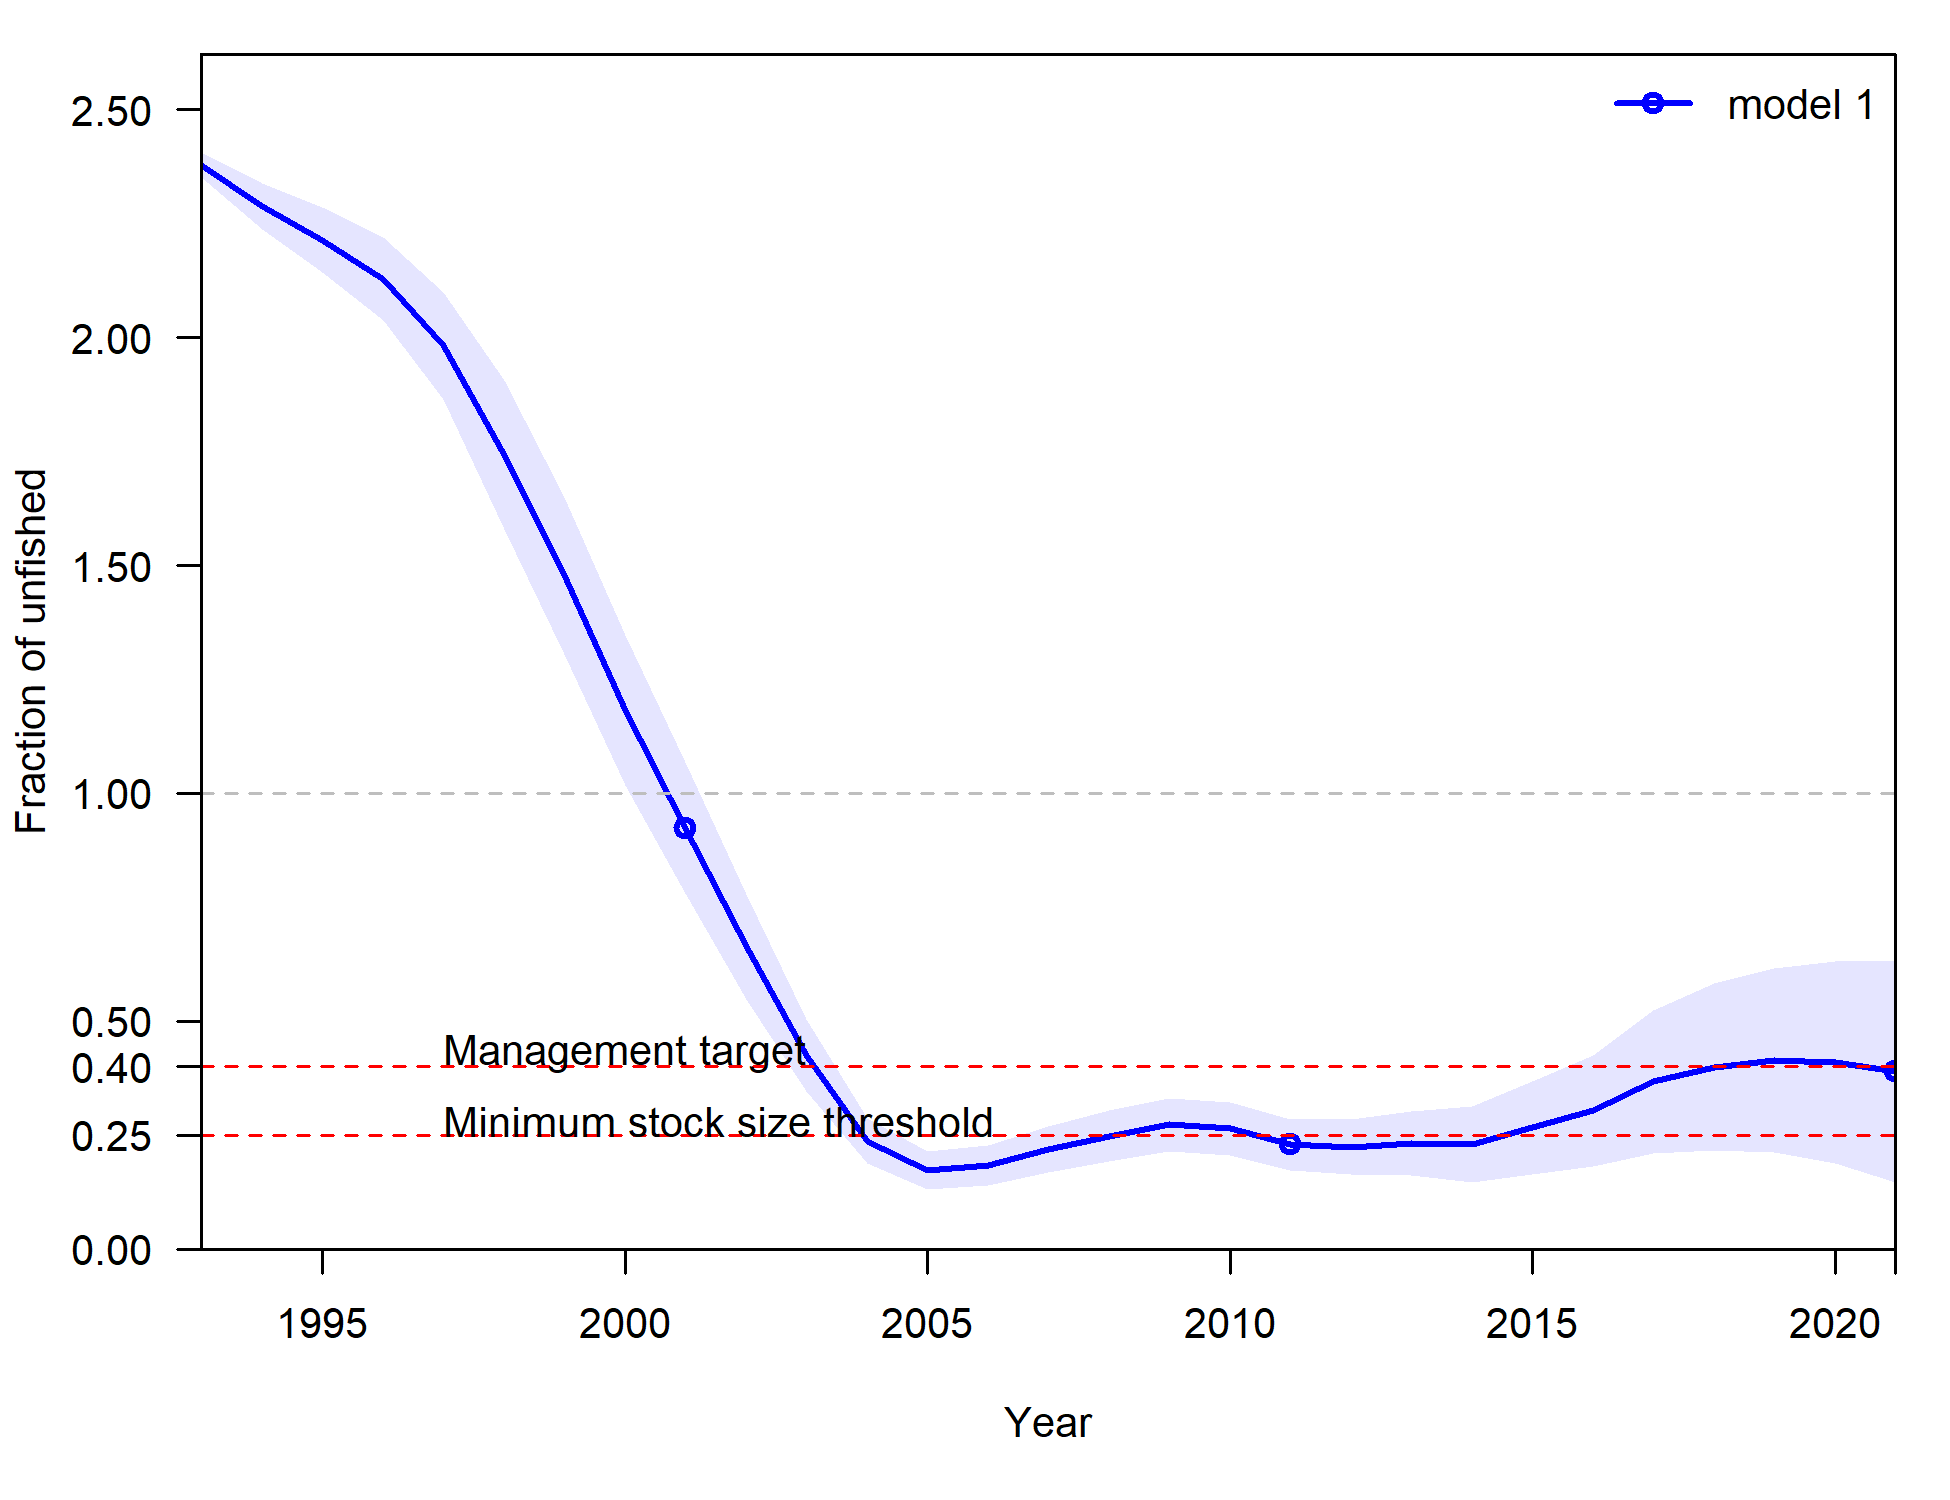 2.50
model 1
2.00
1.50
Fraction of unfished
1.00
0.50
Management target
0.40
Minimum stock size threshold
0.25
0.00
1995 2000 2005 2010 2015 2020
Year